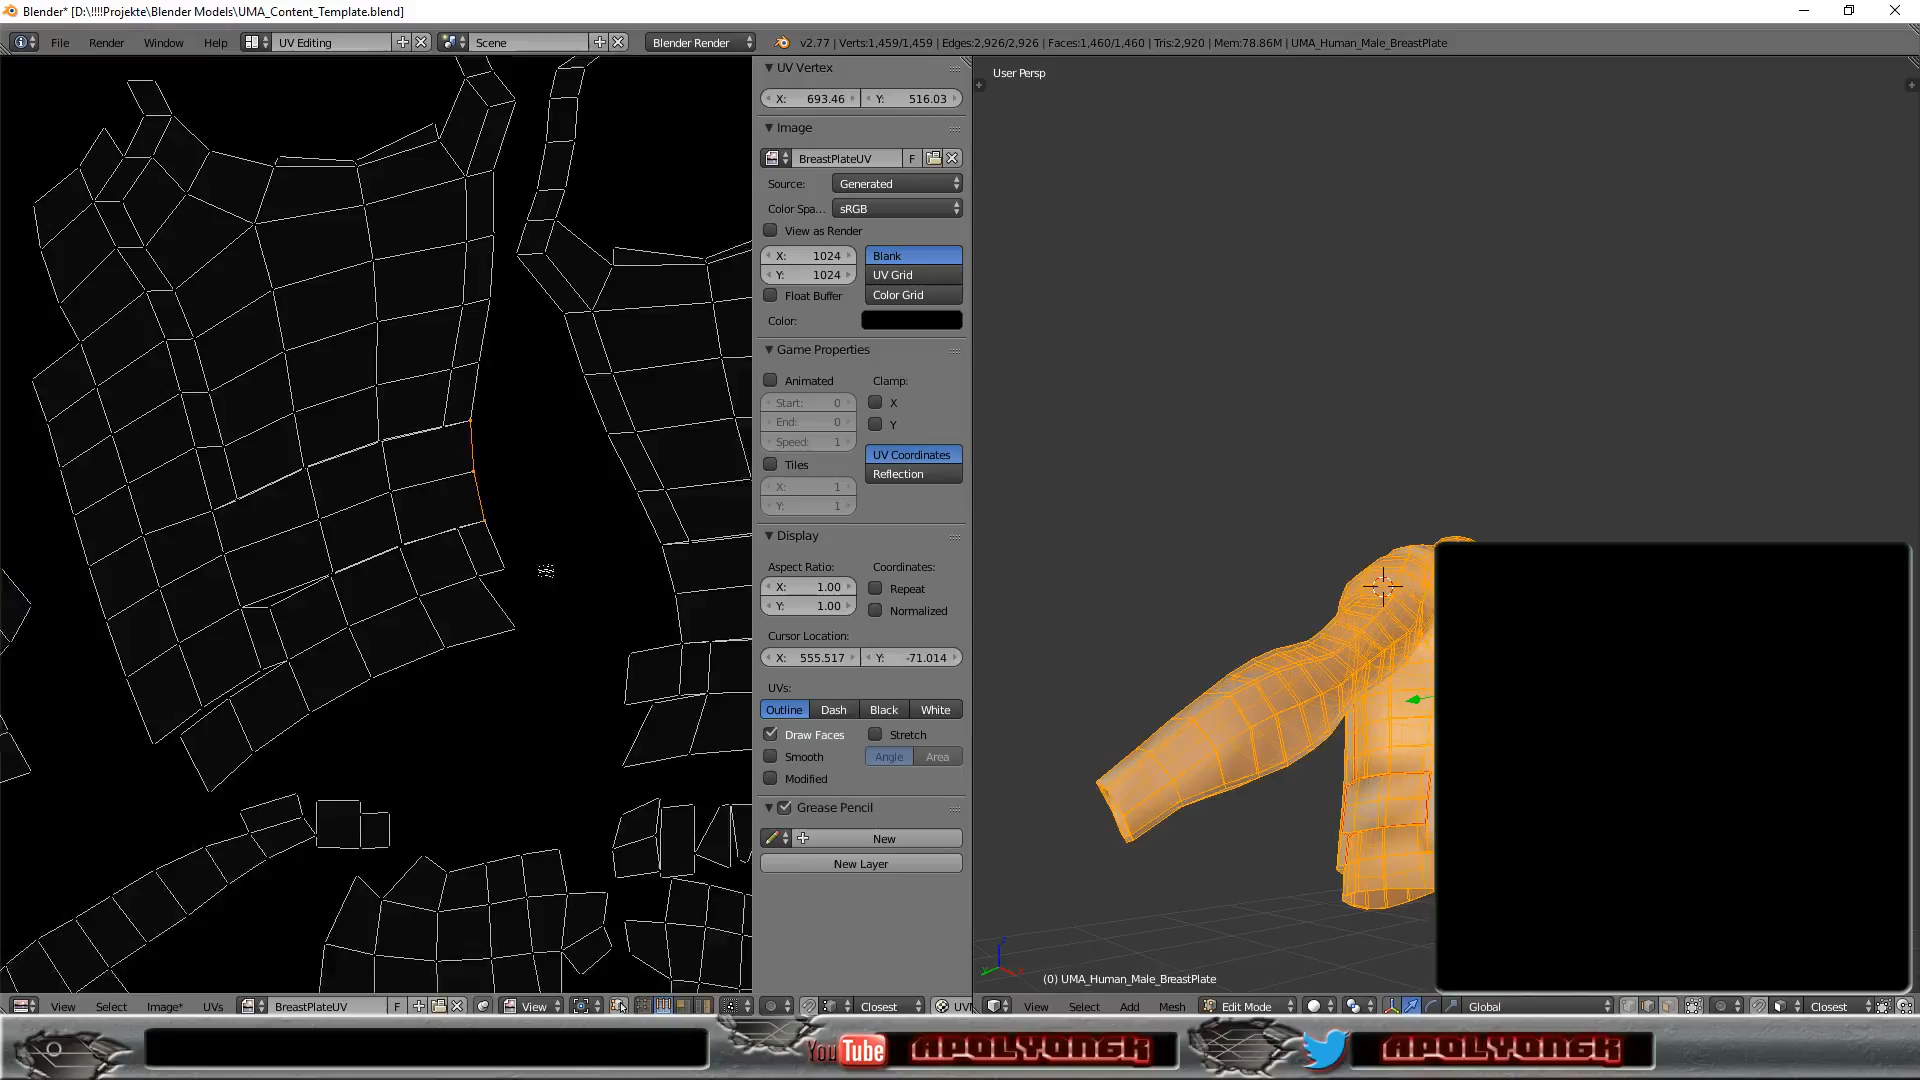 Blender* [D:\!!!!Projekte\Blender Models\UMA_Content_Template.blend]
File Render Window Help UV Editing Scene Blender Render v2.77 | Verts:1,459/1,459 | Edges:2,926/2,926 | Faces:1,460/1,460 | Tris:2,920 | Mem:78.86M | UMA_Human_Male_BreastPlate
UV Vertex
X: 693.46 Y: 516.03
Image
BreastPlateUV F
Source: Generated
Color Spa... sRGB
View as Render
X: 1024 Blank
Y: 1024 UV Grid
Float Buffer Color Grid
Color:
Game Properties
Animated Clamp:
Start: 0 X
End: 0 Y
Speed: 1
Tiles UV Coordinates
X: 1 Reflection
Y: 1
Display
Aspect Ratio: Coordinates:
X: 1.00 Repeat
Y: 1.00 Normalized
Cursor Location:
X: 555.517 Y: -71.014
UVs:
Outline Dash Black White
Draw Faces Stretch
Smooth Angle Area
Modified
Grease Pencil
New
New Layer
User Persp
(0) UMA_Human_Male_BreastPlate
View Select Image* UVs BreastPlateUV F View Closest UVM
View Select Add Mesh Edit Mode Global Closest
YouTube APOLYON6K APOLYON6K